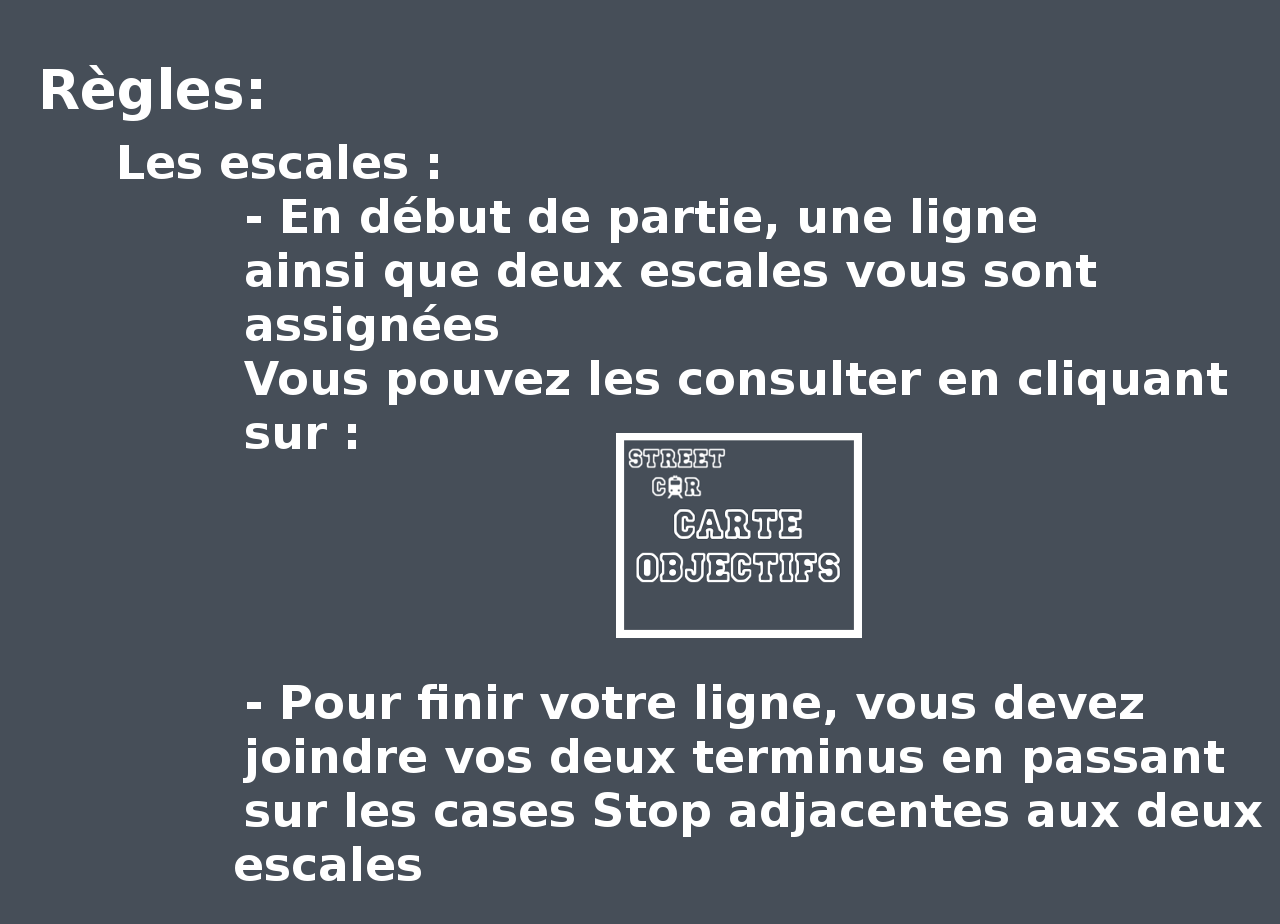 Règles:
Les escales :
- En début de partie, une ligne
ainsi que deux escales vous sont
assignées
Vous pouvez les consulter en cliquant
sur :
STREET
CAR
CARTE
OBJECTIFS
- Pour finir votre ligne, vous devez
joindre vos deux terminus en passant
sur les cases Stop adjacentes aux deux
escales